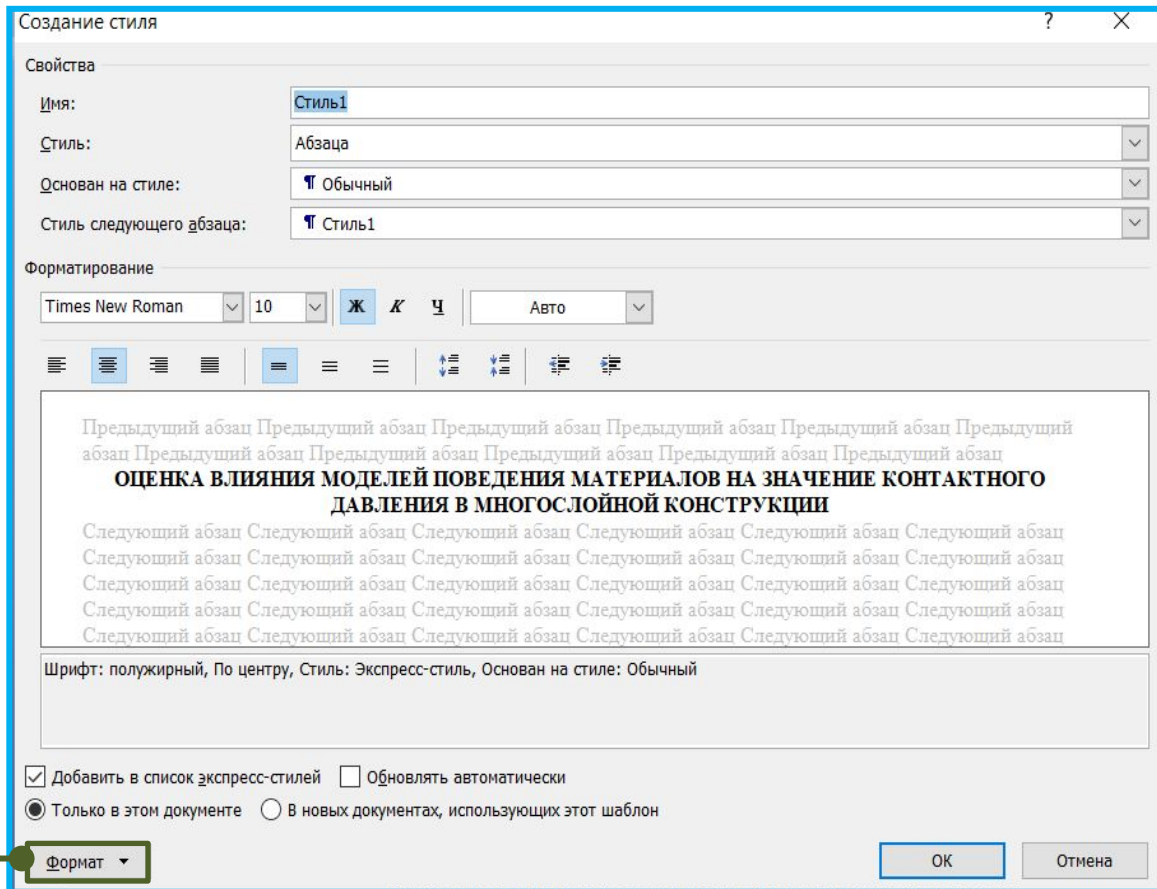 Создание стиля ? X
Свойства
Имя: Стиль1
Стиль: Абзаца
Основан на стиле: ¶ Обычный
Стиль следующего абзаца: ¶ Стиль1
Форматирование
Times New Roman 10 Ж К Ч Авто
Предыдущий абзац Предыдущий абзац Предыдущий абзац Предыдущий абзац Предыдущий абзац Предыдущий
абзац Предыдущий абзац Предыдущий абзац Предыдущий абзац Предыдущий абзац Предыдущий абзац
ОЦЕНКА ВЛИЯНИЯ МОДЕЛЕЙ ПОВЕДЕНИЯ МАТЕРИАЛОВ НА ЗНАЧЕНИЕ КОНТАКТНОГО
ДАВЛЕНИЯ В МНОГОСЛОЙНОЙ КОНСТРУКЦИИ
Следующий абзац Следующий абзац Следующий абзац Следующий абзац Следующий абзац Следующий абзац
Следующий абзац Следующий абзац Следующий абзац Следующий абзац Следующий абзац Следующий абзац
Следующий абзац Следующий абзац Следующий абзац Следующий абзац Следующий абзац Следующий абзац
Следующий абзац Следующий абзац Следующий абзац Следующий абзац Следующий абзац Следующий абзац
Следующий абзац Следующий абзац Следующий абзац Следующий абзац Следующий абзац Следующий абзац
Шрифт: полужирный, По центру, Стиль: Экспресс-стиль, Основан на стиле: Обычный
Добавить в список экспресс-стилей Обновлять автоматически
Только в этом документе В новых документах, использующих этот шаблон
Формат ОК Отмена